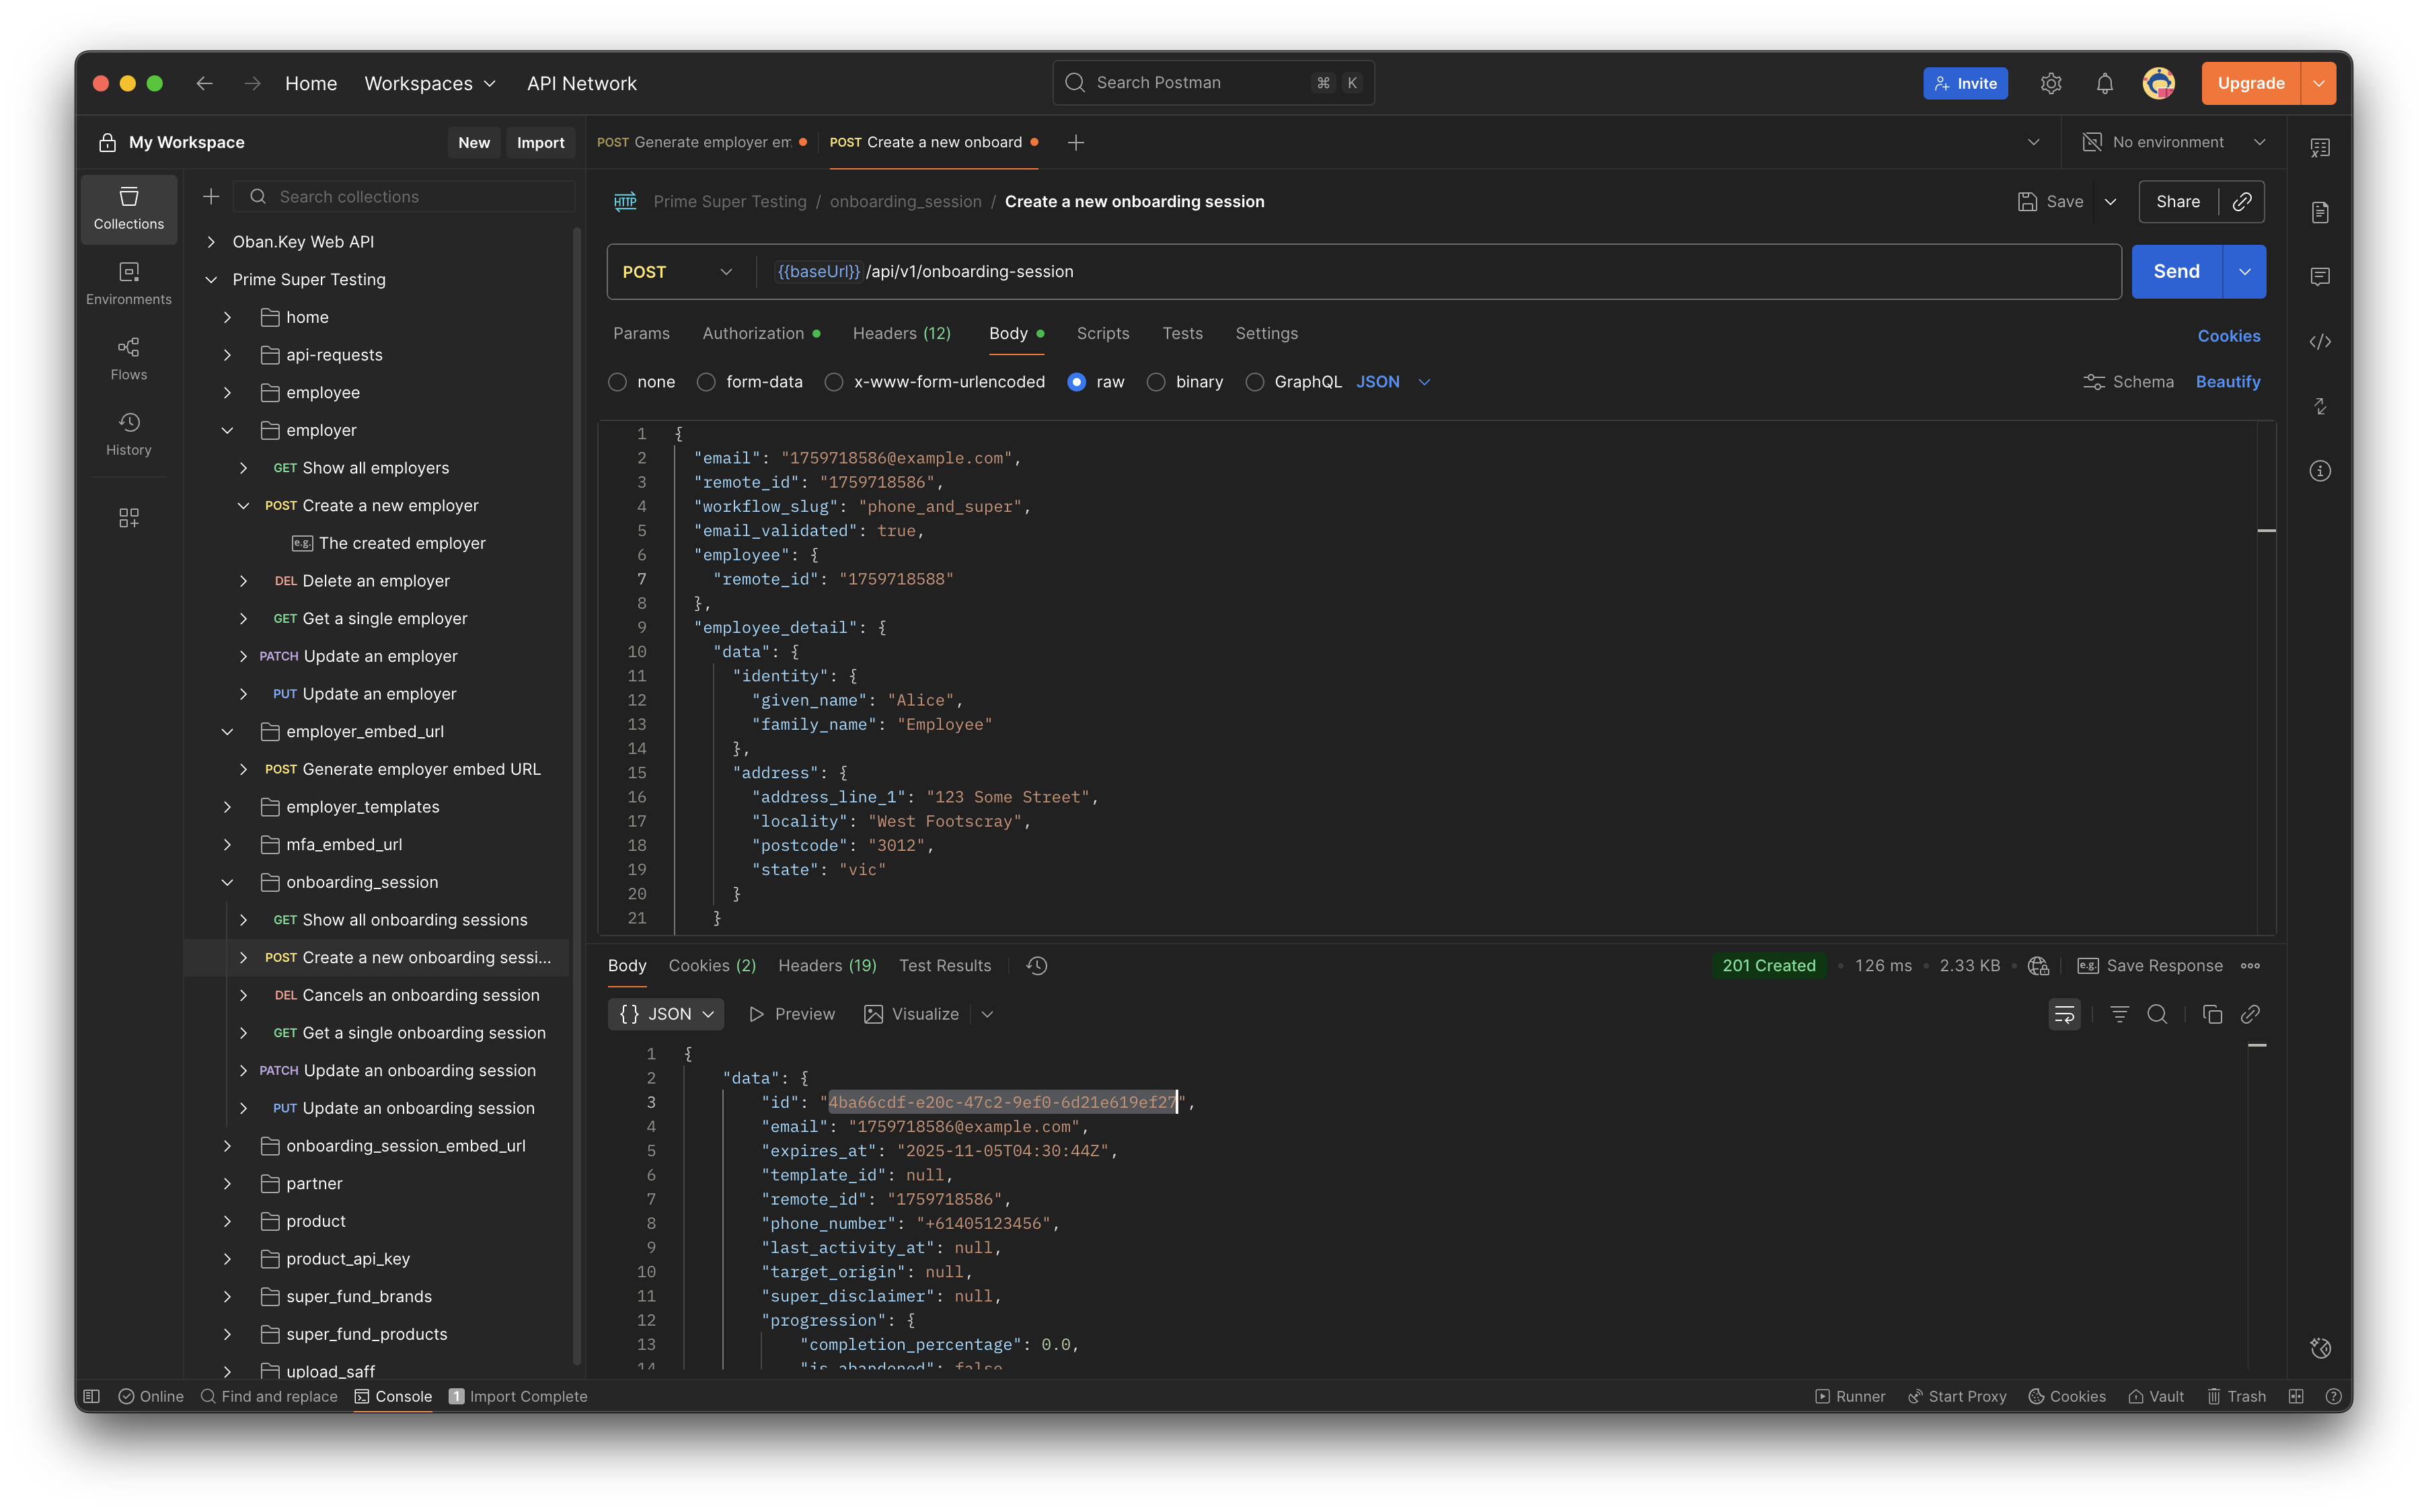 Home
Workspaces
API Network
Search Postman
⌘ K
Invite
Upgrade
My Workspace
New
Import
POST Generate employer em
POST Create a new onboard
No environment
Collections
Environments
Flows
History
Search collections
Oban.Key Web API
Prime Super Testing
home
api-requests
employee
employer
GET Show all employers
POST Create a new employer
e.g. The created employer
DEL Delete an employer
GET Get a single employer
PATCH Update an employer
PUT Update an employer
employer_embed_url
POST Generate employer embed URL
employer_templates
mfa_embed_url
onboarding_session
GET Show all onboarding sessions
POST Create a new onboarding sessi...
DEL Cancels an onboarding session
GET Get a single onboarding session
PATCH Update an onboarding session
PUT Update an onboarding session
onboarding_session_embed_url
partner
product
product_api_key
super_fund_brands
super_fund_products
upload_saff
HTTP Prime Super Testing / onboarding_session / Create a new onboarding session
Save
Share
POST {{baseUrl}} /api/v1/onboarding-session
Send
Params Authorization Headers (12) Body Scripts Tests Settings
Cookies
none form-data x-www-form-urlencoded raw binary GraphQL JSON
Schema Beautify
1 {
2 "email": "1759718586@example.com",
3 "remote_id": "1759718586",
4 "workflow_slug": "phone_and_super",
5 "email_validated": true,
6 "employee": {
7 "remote_id": "1759718588"
8 },
9 "employee_detail": {
10 "data": {
11 "identity": {
12 "given_name": "Alice",
13 "family_name": "Employee"
14 },
15 "address": {
16 "address_line_1": "123 Some Street",
17 "locality": "West Footscray",
18 "postcode": "3012",
19 "state": "vic"
20 }
21 }
Body Cookies (2) Headers (19) Test Results
201 Created • 126 ms • 2.33 KB
e.g. Save Response
{} JSON Preview Visualize
1 {
2 "data": {
3 "id": "4ba66cdf-e20c-47c2-9ef0-6d21e619ef27",
4 "email": "1759718586@example.com",
5 "expires_at": "2025-11-05T04:30:44Z",
6 "template_id": null,
7 "remote_id": "1759718586",
8 "phone_number": "+61405123456",
9 "last_activity_at": null,
10 "target_origin": null,
11 "super_disclaimer": null,
12 "progression": {
13 "completion_percentage": 0.0,
14 "is_abandoned": false
Online Find and replace Console 1 Import Complete
Runner Start Proxy Cookies Vault Trash